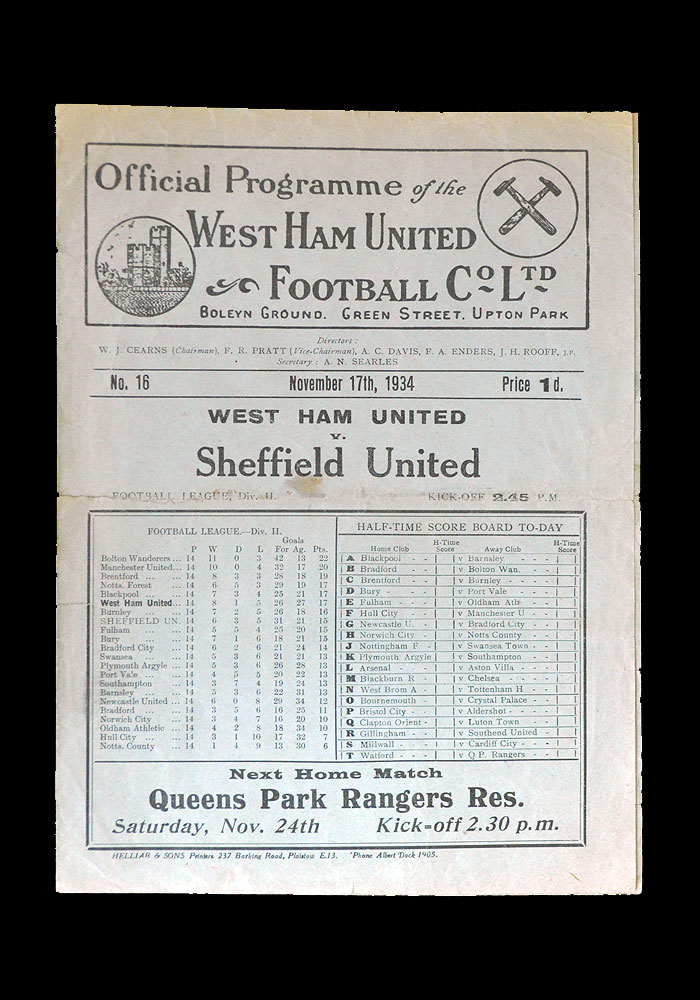 Official Programme of the
WEST HAM UNITED
FOOTBALL Co LTD
BOLEYN GROUND. GREEN STREET. UPTON PARK
Directors:
W. J. CEARNS (Chairman), F. R. PRATT (Vice-Chairman), A. C. DAVIS, F. A. ENDERS, J. H. ROOFF, J.P.
Secretary: A. N. SEARLES
No. 16 November 17th, 1934 Price 1d.
WEST HAM UNITED
v.
Sheffield United
FOOTBALL LEAGUE, Div. II. KICK-OFF 2.45 P.M.
FOOTBALL LEAGUE.—Div. II.
Goals
P W D L For Ag. Pts.
Bolton Wanderers ... 14 11 0 3 42 13 22
Manchester United... 14 10 0 4 32 17 20
Brentford ... ... 14 8 3 3 28 18 19
Notts. Forest ... 14 6 5 3 29 19 17
Blackpool ... ... 14 7 3 4 25 21 17
West Ham United... 14 8 1 5 26 27 17
Burnley ... ... 14 7 2 5 26 18 16
SHEFFIELD UN. 14 6 3 5 31 21 15
Fulham ... ... 14 5 5 4 25 20 15
Bury ... ... 14 7 1 6 18 21 15
Bradford City ... 14 6 2 6 21 24 14
Swansea ... ... 14 5 3 6 21 21 13
Plymouth Argyle ... 14 5 3 6 26 28 13
Port Vale ... ... 14 4 5 5 20 22 13
Southampton ... 14 3 7 4 19 24 13
Barnsley ... ... 14 5 3 6 22 31 13
Newcastle United ... 14 6 0 8 29 34 12
Bradford ... ... 14 3 5 6 16 25 11
Norwich City ... 14 3 4 7 16 20 10
Oldham Athletic ... 14 4 2 8 18 34 10
Hull City ... ... 14 3 1 10 17 32 7
Notts. County ... 14 1 4 9 13 30 6
HALF-TIME SCORE BOARD TO-DAY
Home Club H-Time Score Away Club H-Time Score
A Blackpool - - v Barnsley - - -
B Bradford - - v Bolton Wan. - -
C Brentford - - v Burnley - - -
D Bury - - - v Port Vale - - -
E Fulham - - - v Oldham Ath - -
F Hull City - - v Manchester U - -
G Newcastle U. - v Bradford City - -
H Norwich City - v Notts County - -
J Nottingham F. - v Swansea Town - -
K Plymouth Argyle v Southampton - -
L Arsenal - - v Aston Villa - - -
M Blackburn R - v Chelsea - - -
N West Brom A - v Tottenham H - -
O Bournemouth - v Crystal Palace - -
P Bristol City - v Aldershot - - -
Q Clapton Orient - v Luton Town - - -
R Gillingham - - v Southend United - -
S Millwall - - v Cardiff City - - -
T Watford - - - v Q.P. Rangers - -
Next Home Match
Queens Park Rangers Res.
Saturday, Nov. 24th Kick-off 2.30 p.m.
HELLIAR & SONS Printers. 237 Barking Road, Plaistow E.13. 'Phone Albert Dock 1905.